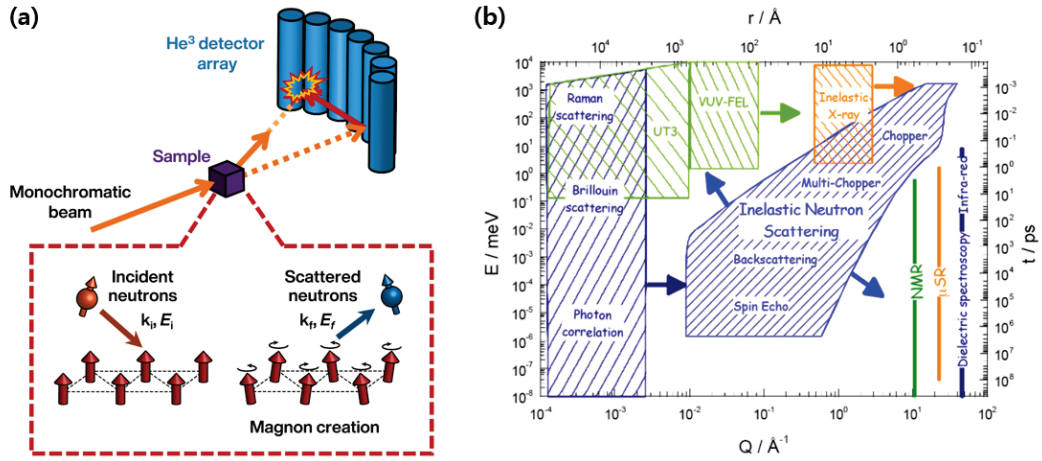 (a)
He³ detector
array
Sample
Monochromatic
beam
Incident
neutrons
kᵢ, Eᵢ
Scattered
neutrons
k_f, E_f
Magnon creation
(b)
r / Å
10⁴ 10³ 10² 10¹ 10⁰ 10⁻¹
E / meV
10⁴
10³
10²
10¹
10⁰
10⁻¹
10⁻²
10⁻³
10⁻⁴
10⁻⁵
10⁻⁶
10⁻⁷
10⁻⁸
Raman
scattering
UT3
VUV-FEL
Inelastic
X-ray
Chopper
Brillouin
scattering
Multi-Chopper
Inelastic Neutron
Scattering
Backscattering
Spin Echo
Photon
correlation
NMR
μSR
Dielectric spectroscopy
Infra-red
10⁻³
10⁻²
10⁻¹
10⁰
10¹
10²
10³
10⁴
10⁵
10⁶
10⁷
10⁸
t / ps
10⁻⁴ 10⁻³ 10⁻² 10⁻¹ 10⁰ 10¹ 10²
Q / Å⁻¹